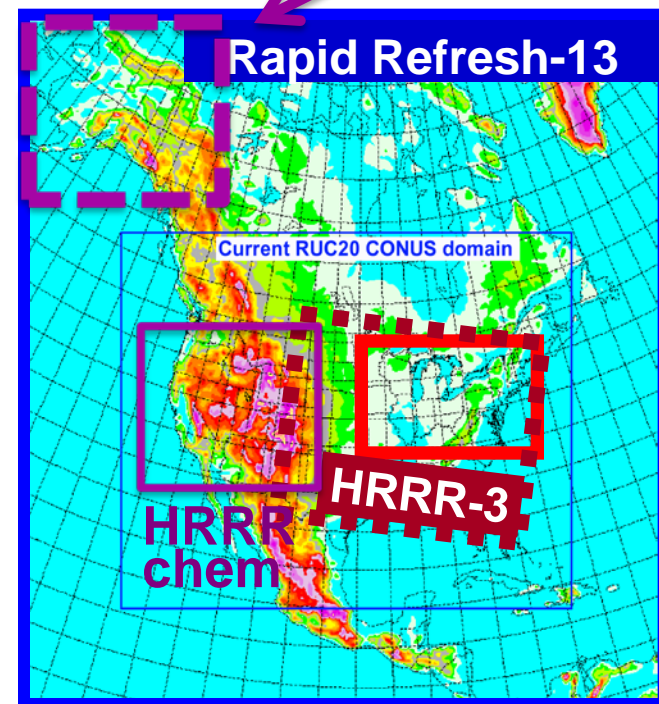 Rapid Refresh-13
Current RUC20 CONUS domain
HRRR-3
HRRR
chem